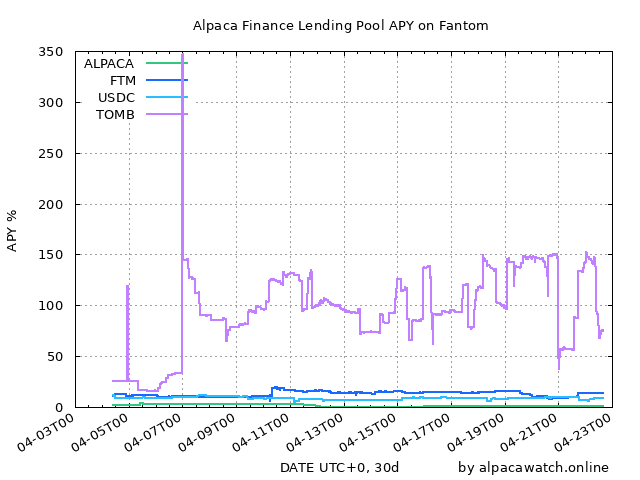 Alpaca Finance Lending Pool APY on Fantom
350
300
250
200
150
100
50
0
APY %
ALPACA
FTM
USDC
TOMB
04-03T00
04-05T00
04-07T00
04-09T00
04-11T00
04-13T00
04-15T00
04-17T00
04-19T00
04-21T00
04-23T00
DATE UTC+0, 30d
by alpacawatch.online